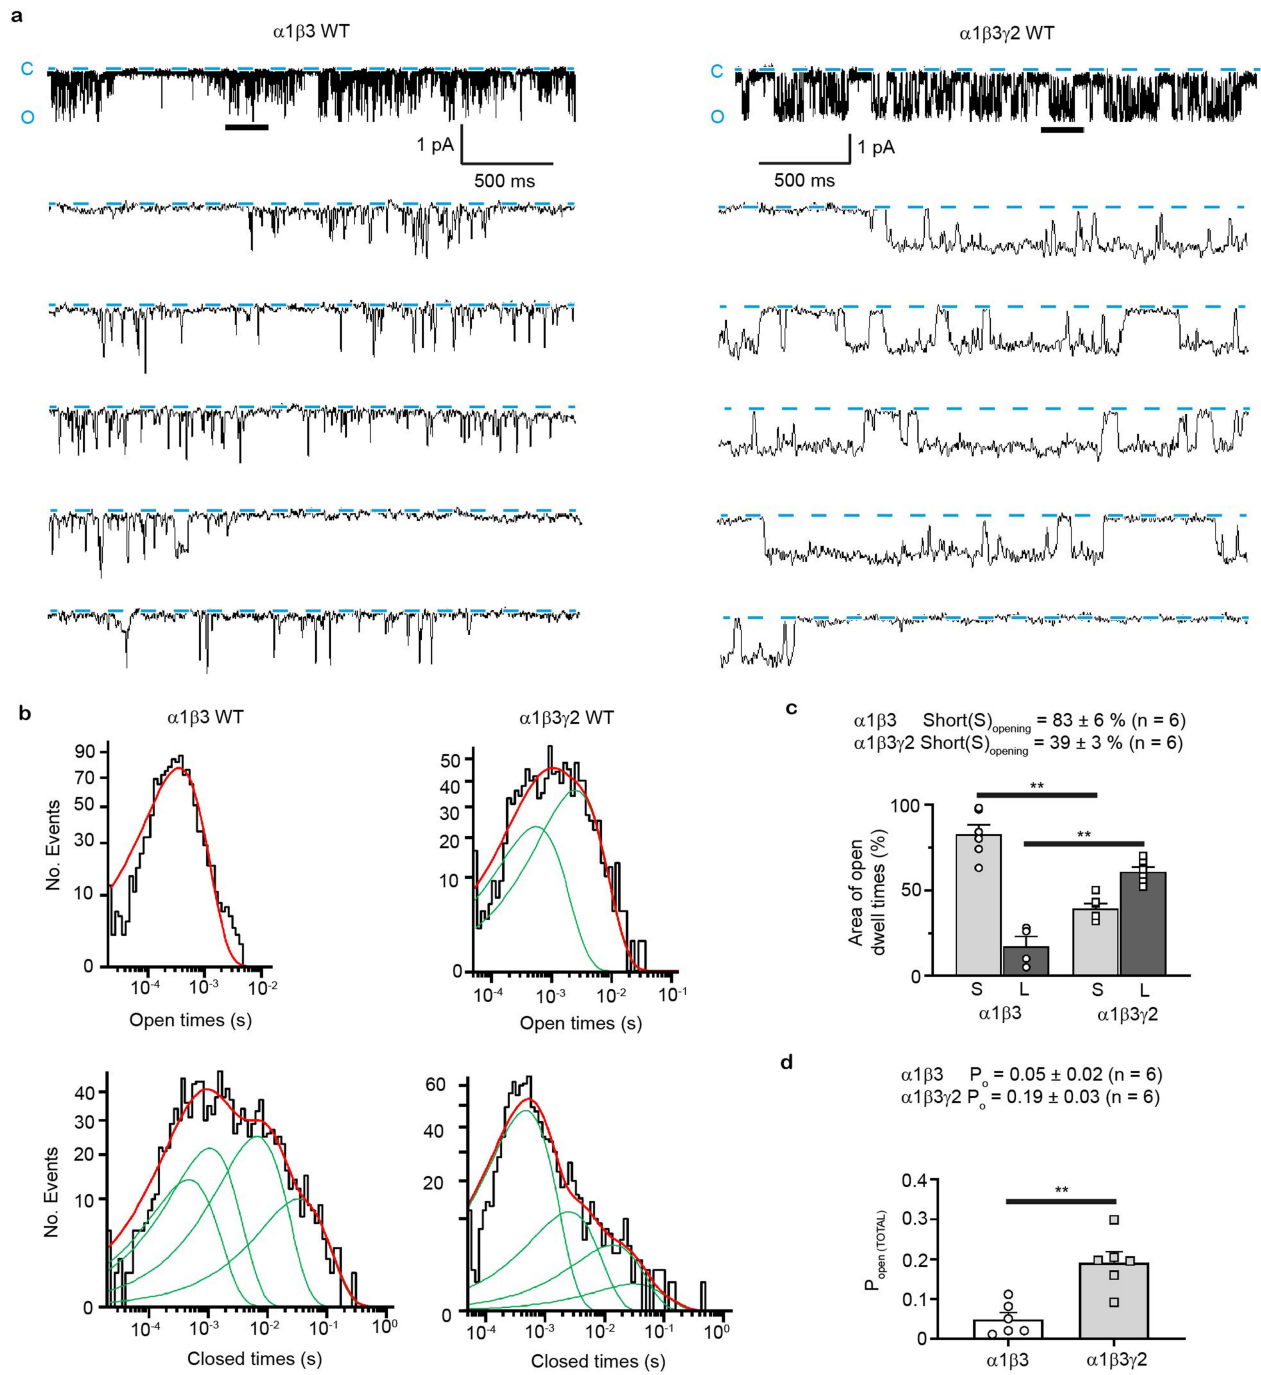 a
α1β3 WT
α1β3γ2 WT
C
O
1 pA
500 ms
C
O
1 pA
500 ms
b
α1β3 WT
α1β3γ2 WT
No. Events
90
70
50
30
10
0
10-4 10-3 10-2
Open times (s)
50
40
30
20
10
0
10-4 10-3 10-2 10-1
Open times (s)
No. Events
40
30
20
10
0
10-4 10-3 10-2 10-1 100
Closed times (s)
60
40
20
0
10-4 10-3 10-2 10-1 100
Closed times (s)
c
α1β3 Short(S)opening = 83 ± 6 % (n = 6)
α1β3γ2 Short(S)opening = 39 ± 3 % (n = 6)
Area of open
dwell times (%)
100
50
0
**
**
S L S L
α1β3 α1β3γ2
d
α1β3 Po = 0.05 ± 0.02 (n = 6)
α1β3γ2 Po = 0.19 ± 0.03 (n = 6)
Popen (TOTAL)
0.4
0.3
0.2
0.1
0
**
α1β3 α1β3γ2